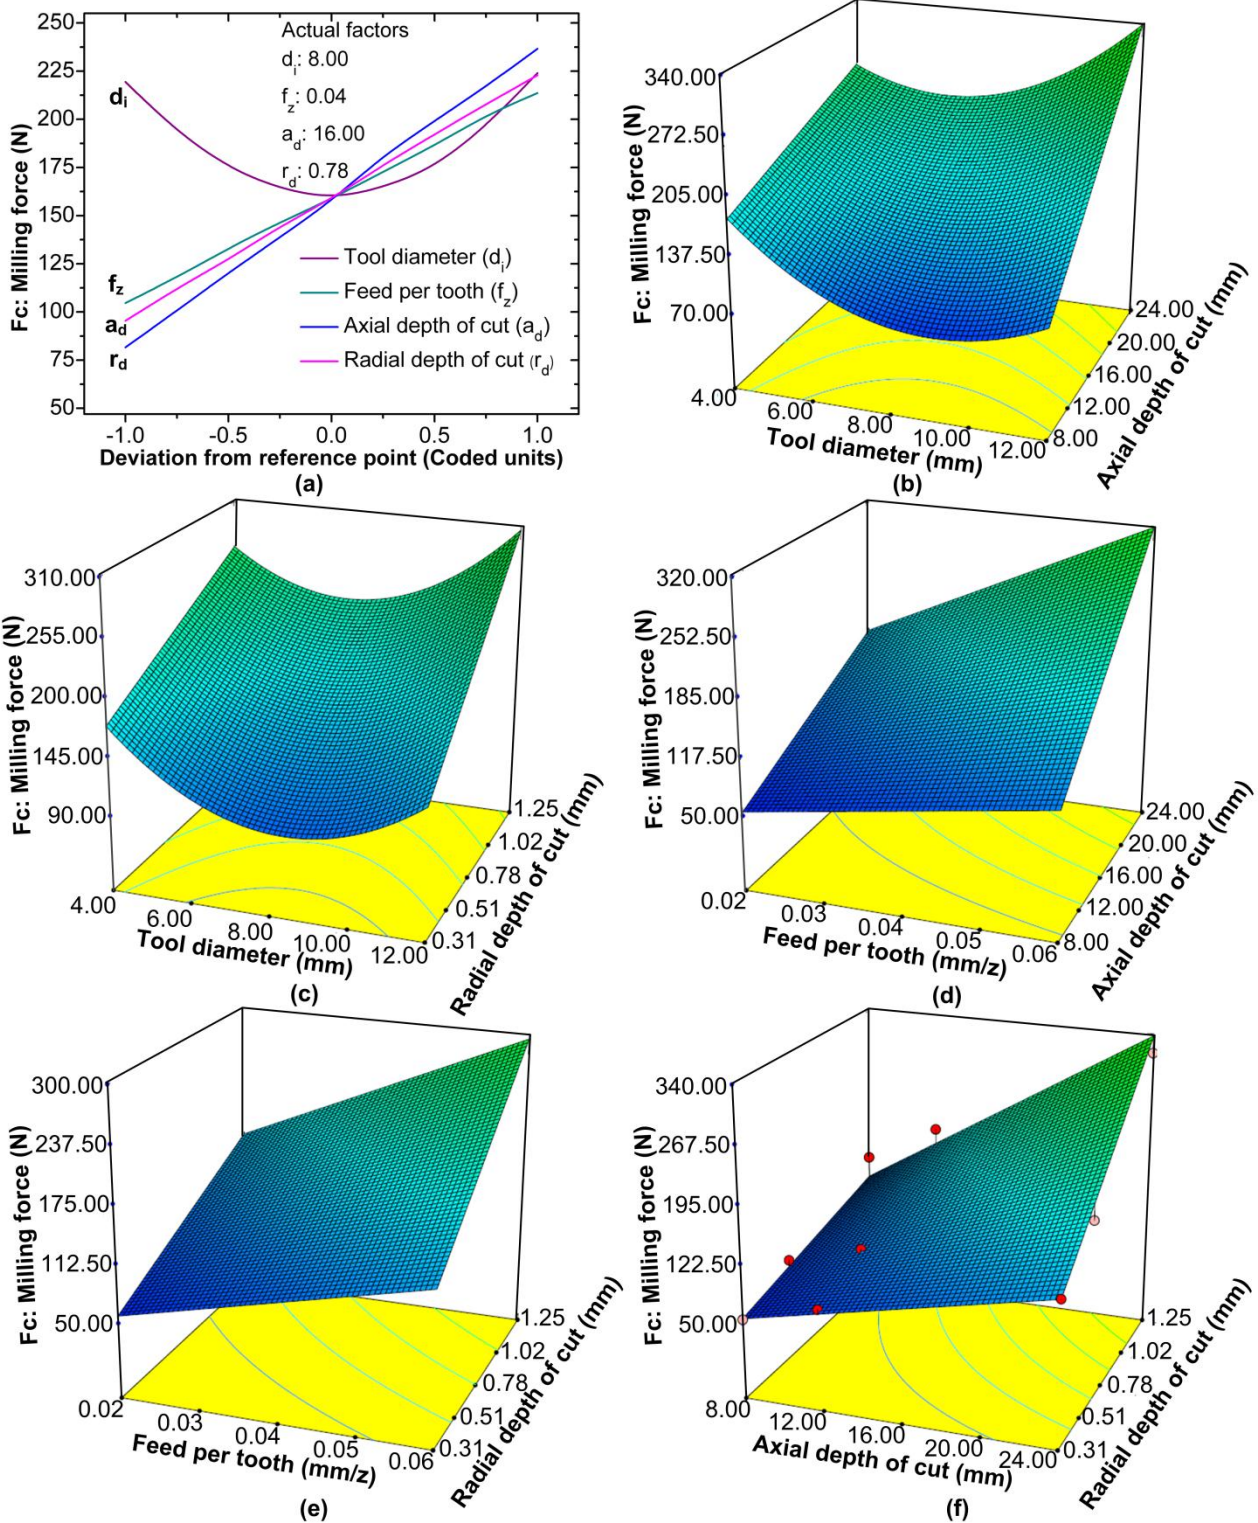 Fc: Milling force (N)
250
225
200
175
150
125
100
75
50
Actual factors
d_i: 8.00
f_z: 0.04
a_d: 16.00
r_d: 0.78
d_i
f_z
a_d
r_d
Tool diameter (d_i)
Feed per tooth (f_z)
Axial depth of cut (a_d)
Radial depth of cut (r_d)
-1.0 -0.5 0.0 0.5 1.0
Deviation from reference point (Coded units)
(a)
Fc: Milling force (N)
340.00
272.50
205.00
137.50
70.00
4.00 6.00 8.00 10.00 12.00
Tool diameter (mm)
24.00
20.00
16.00
12.00
8.00
Axial depth of cut (mm)
(b)
Fc: Milling force (N)
310.00
255.00
200.00
145.00
90.00
4.00 6.00 8.00 10.00 12.00
Tool diameter (mm)
1.25
1.02
0.78
0.51
0.31
Radial depth of cut (mm)
(c)
Fc: Milling force (N)
320.00
252.50
185.00
117.50
50.00
0.02 0.03 0.04 0.05 0.06
Feed per tooth (mm/z)
24.00
20.00
16.00
12.00
8.00
Axial depth of cut (mm)
(d)
Fc: Milling force (N)
300.00
237.50
175.00
112.50
50.00
0.02 0.03 0.04 0.05 0.06
Feed per tooth (mm/z)
1.25
1.02
0.78
0.51
0.31
Radial depth of cut (mm)
(e)
Fc: Milling force (N)
340.00
267.50
195.00
122.50
50.00
8.00 12.00 16.00 20.00 24.00
Axial depth of cut (mm)
1.25
1.02
0.78
0.51
0.31
Radial depth of cut (mm)
(f)